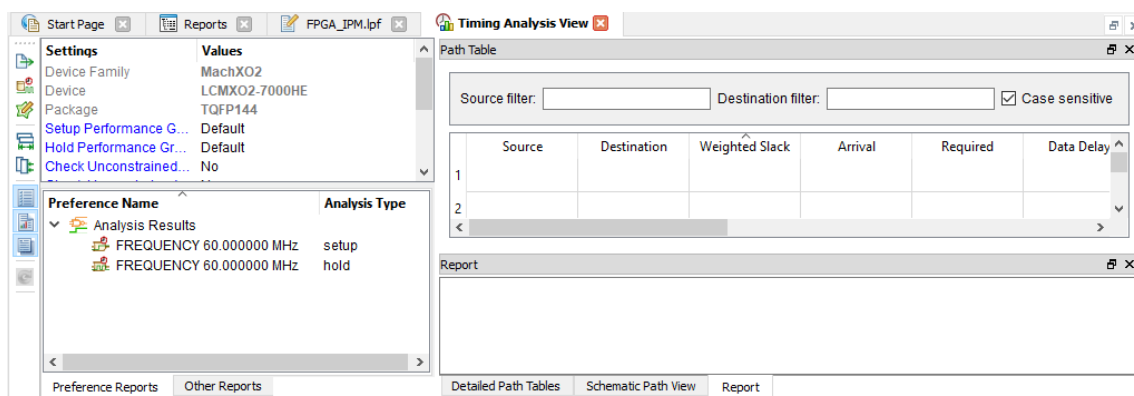 Start Page
Reports
FPGA_IPM.lpf
Timing Analysis View
Settings Values
Device Family MachXO2
Device LCMXO2-7000HE
Package TQFP144
Setup Performance G... Default
Hold Performance Gr... Default
Check Unconstrained... No
Preference Name Analysis Type
Analysis Results
FREQUENCY 60.000000 MHz setup
FREQUENCY 60.000000 MHz hold
Preference Reports Other Reports
Path Table
Source filter: Destination filter: Case sensitive
Source Destination Weighted Slack Arrival Required Data Delay
1
2
Report
Detailed Path Tables Schematic Path View Report